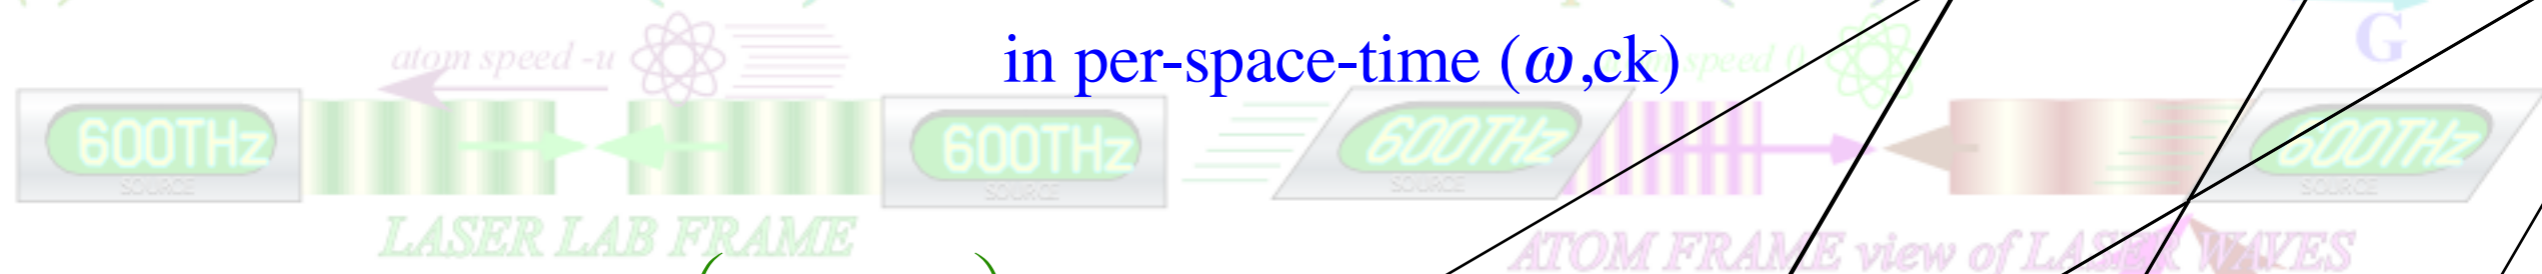 in per-space-time (ω,ck)
atom speed -u
speed 0
G
600THz
SOURCE
600THz
SOURCE
600THz
SOURCE
600THz
SOURCE
LASER LAB FRAME
ATOM FRAME view of LASER WAVES